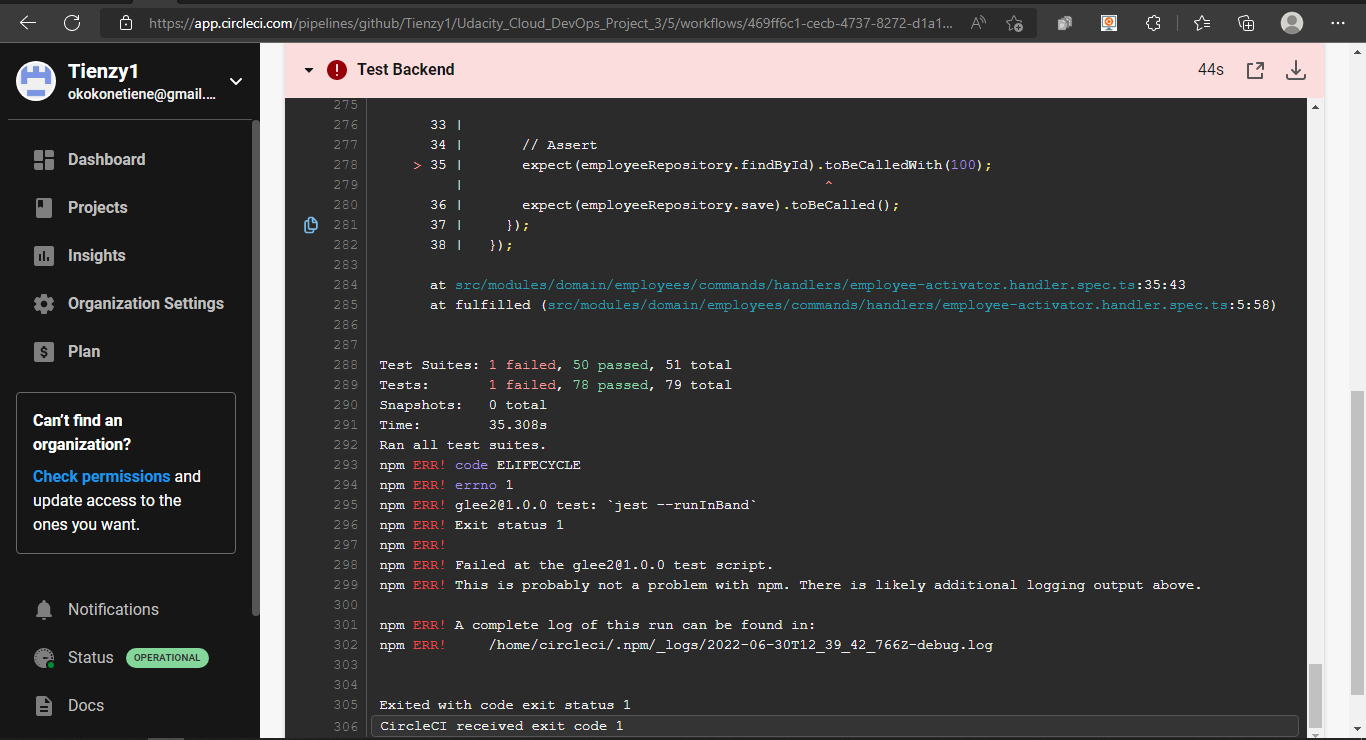 https://app.circleci.com/pipelines/github/Tienzy1/Udacity_Cloud_DevOps_Project_3/5/workflows/469ff6c1-cecb-4737-8272-d1a1...
Tienzy1
okokonetiene@gmail....
Dashboard
Projects
Insights
Organization Settings
Plan
Can't find an
organization?
Check permissions and
update access to the
ones you want.
Notifications
Status OPERATIONAL
Docs
Test Backend 44s
275
276 33 |
277 34 | // Assert
278 > 35 | expect(employeeRepository.findById).toBeCalledWith(100);
279 | ^
280 36 | expect(employeeRepository.save).toBeCalled();
281 37 | });
282 38 | });
283
284 at src/modules/domain/employees/commands/handlers/employee-activator.handler.spec.ts:35:43
285 at fulfilled (src/modules/domain/employees/commands/handlers/employee-activator.handler.spec.ts:5:58)
286
287
288 Test Suites: 1 failed, 50 passed, 51 total
289 Tests: 1 failed, 78 passed, 79 total
290 Snapshots: 0 total
291 Time: 35.308s
292 Ran all test suites.
293 npm ERR! code ELIFECYCLE
294 npm ERR! errno 1
295 npm ERR! glee2@1.0.0 test: `jest --runInBand`
296 npm ERR! Exit status 1
297 npm ERR!
298 npm ERR! Failed at the glee2@1.0.0 test script.
299 npm ERR! This is probably not a problem with npm. There is likely additional logging output above.
300
301 npm ERR! A complete log of this run can be found in:
302 npm ERR! /home/circleci/.npm/_logs/2022-06-30T12_39_42_766Z-debug.log
303
304
305 Exited with code exit status 1
306 CircleCI received exit code 1